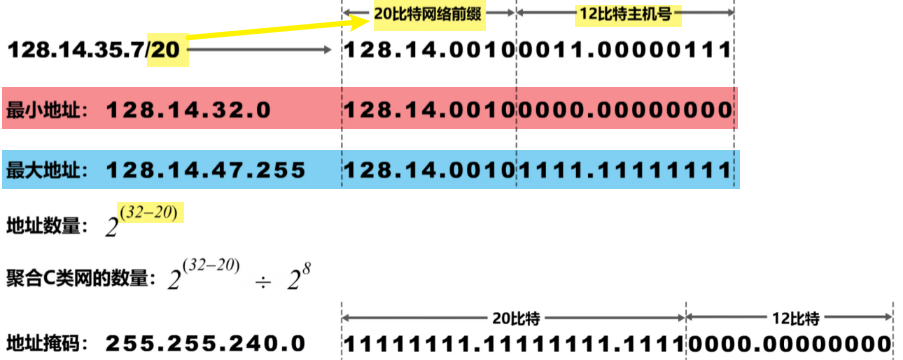 20比特网络前缀 12比特主机号
128.14.35.7/20 128.14.00100011.00000111
最小地址: 128.14.32.0 128.14.00100000.00000000
最大地址: 128.14.47.255 128.14.00101111.11111111
地址数量: 2^(32-20)
聚合C类网的数量: 2^(32-20) ÷ 2^8
20比特 12比特
地址掩码: 255.255.240.0 11111111.11111111.11110000.00000000